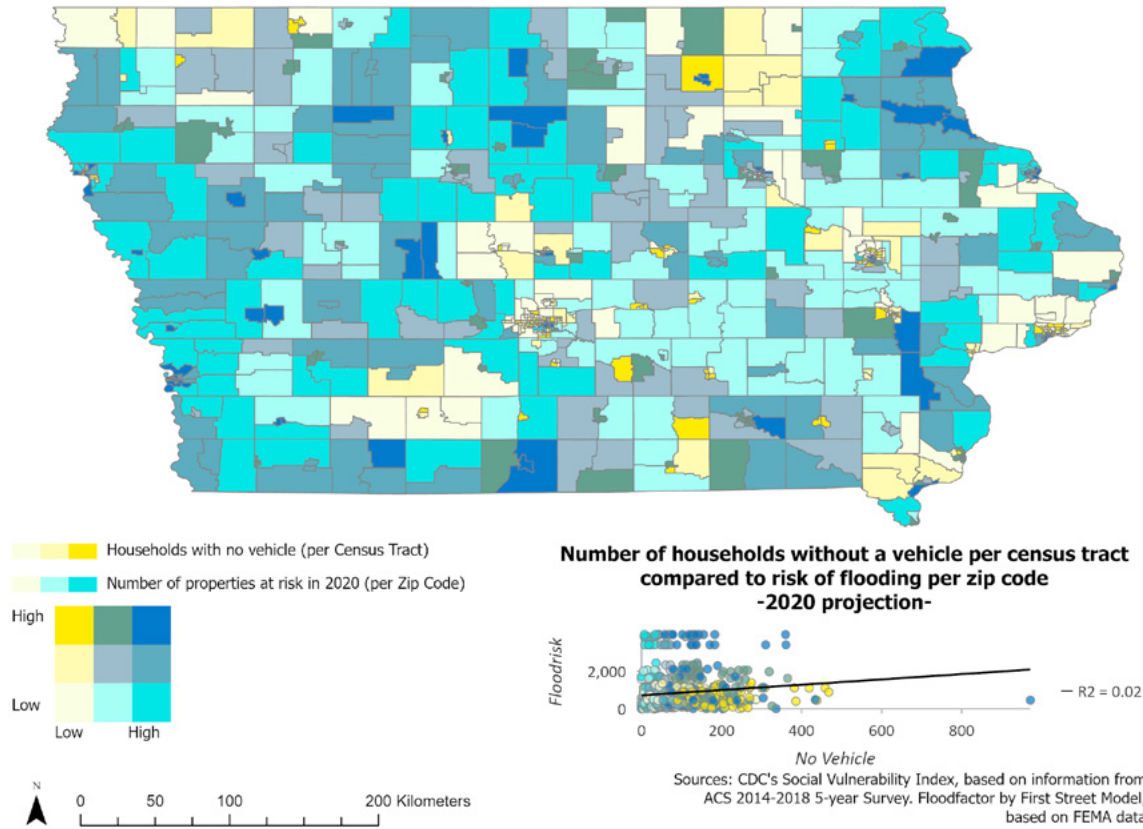 Households with no vehicle (per Census Tract)
Number of properties at risk in 2020 (per Zip Code)
High
Low
Low
High
N
0
50
100
200 Kilometers
Number of households without a vehicle per census tract
compared to risk of flooding per zip code
-2020 projection-
Floodrisk
2,000
0
0
200
400
600
800
No Vehicle
R2 = 0.02
Sources: CDC's Social Vulnerability Index, based on information from
ACS 2014-2018 5-year Survey. Floodfactor by First Street Model,
based on FEMA data